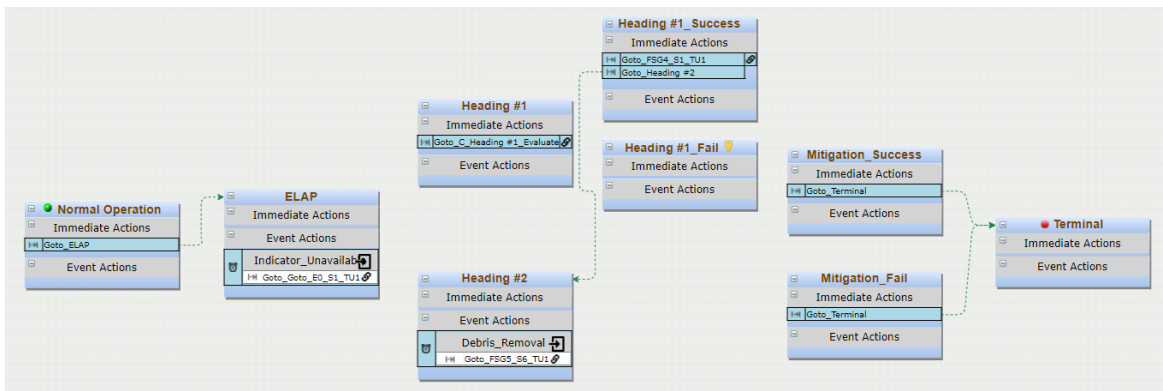 Normal Operation
Immediate Actions
Goto_ELAP
Event Actions
ELAP
Immediate Actions
Event Actions
Indicator_Unavailab
Goto_Goto_E0_S1_TU1
Heading #1
Immediate Actions
Goto_C_Heading #1_Evaluate
Event Actions
Heading #2
Immediate Actions
Event Actions
Debris_Removal
Goto_FSG5_S6_TU1
Heading #1_Success
Immediate Actions
Goto_FSG4_S1_TU1
Goto_Heading #2
Event Actions
Heading #1_Fail
Immediate Actions
Event Actions
Mitigation_Success
Immediate Actions
Goto_Terminal
Event Actions
Mitigation_Fail
Immediate Actions
Goto_Terminal
Event Actions
Terminal
Immediate Actions
Event Actions